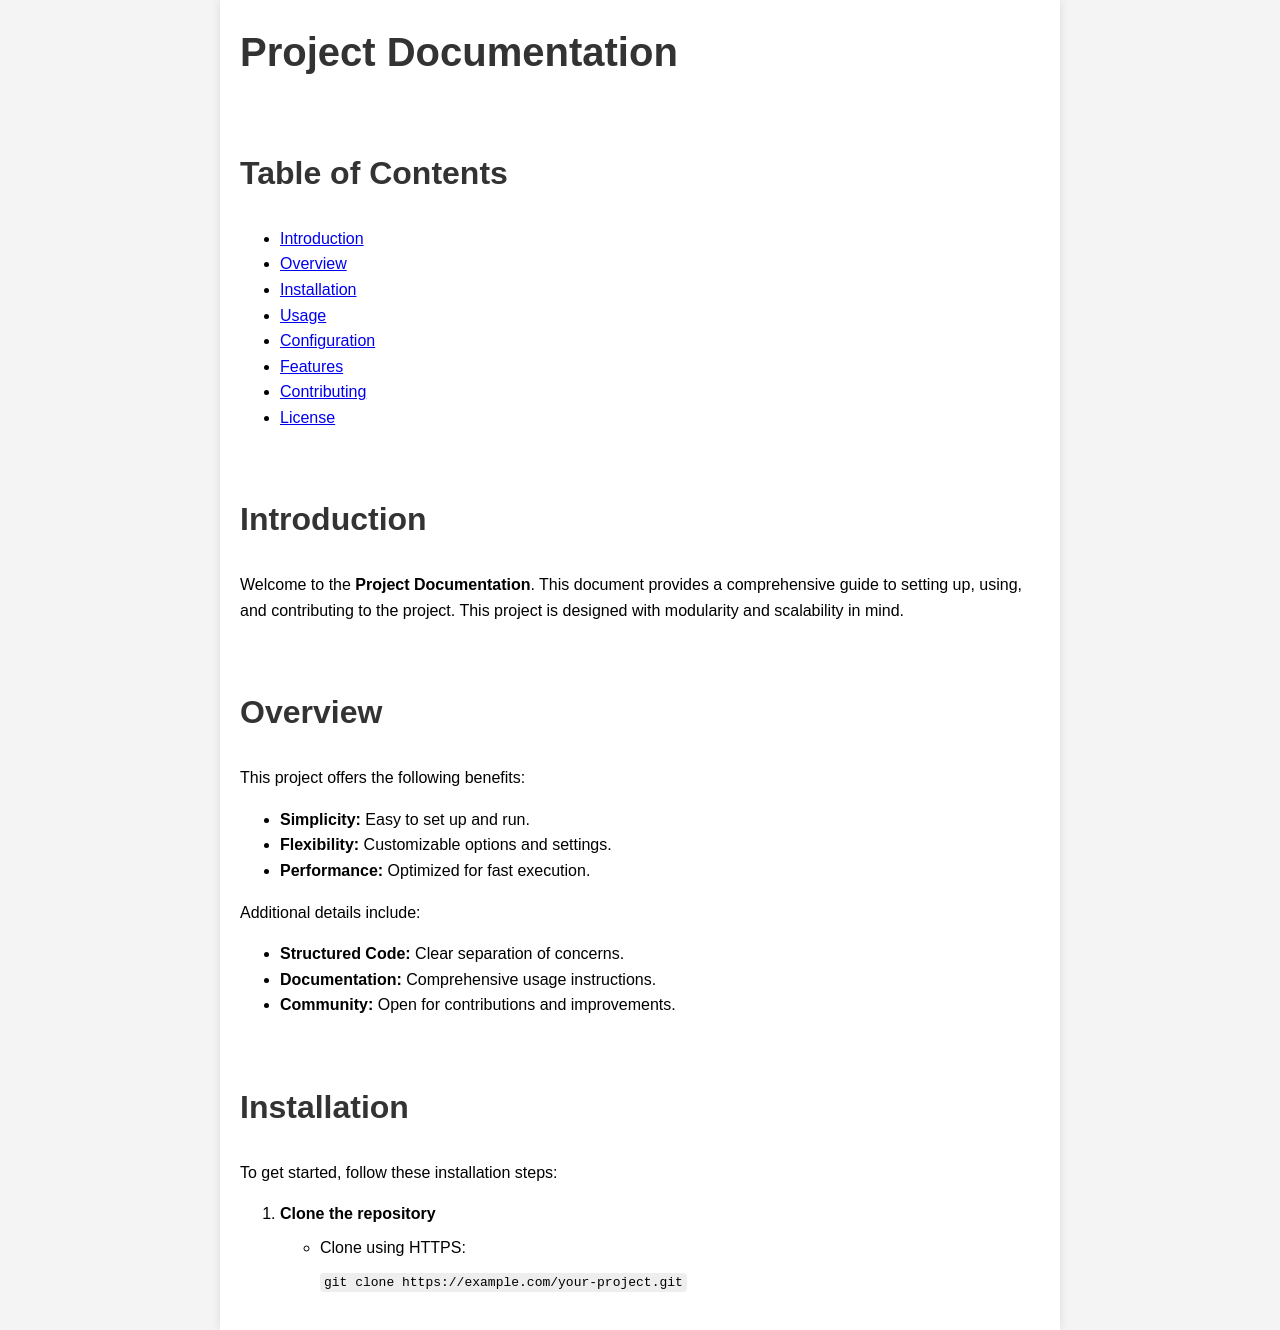 Project Documentation
Table of Contents
Introduction
Overview
Installation
Usage
Configuration
Features
Contributing
License
Introduction
Welcome to the Project Documentation. This document provides a comprehensive guide to setting up, using,
and contributing to the project. This project is designed with modularity and scalability in mind.
Overview
This project offers the following benefits:
Simplicity: Easy to set up and run.
Flexibility: Customizable options and settings.
Performance: Optimized for fast execution.
Additional details include:
Structured Code: Clear separation of concerns.
Documentation: Comprehensive usage instructions.
Community: Open for contributions and improvements.
Installation
To get started, follow these installation steps:
1. Clone the repository
Clone using HTTPS:
git clone https://example.com/your-project.git